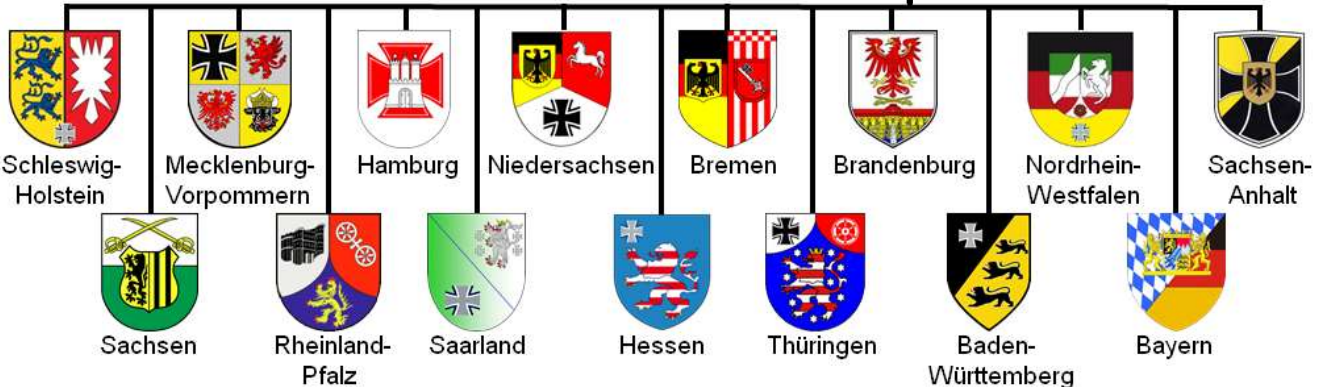 Schleswig-
Holstein
Mecklenburg-
Vorpommern
Hamburg
Niedersachsen
Bremen
Brandenburg
Nordrhein-
Westfalen
Sachsen-
Anhalt
Sachsen
Rheinland-
Pfalz
Saarland
Hessen
Thüringen
Baden-
Württemberg
Bayern